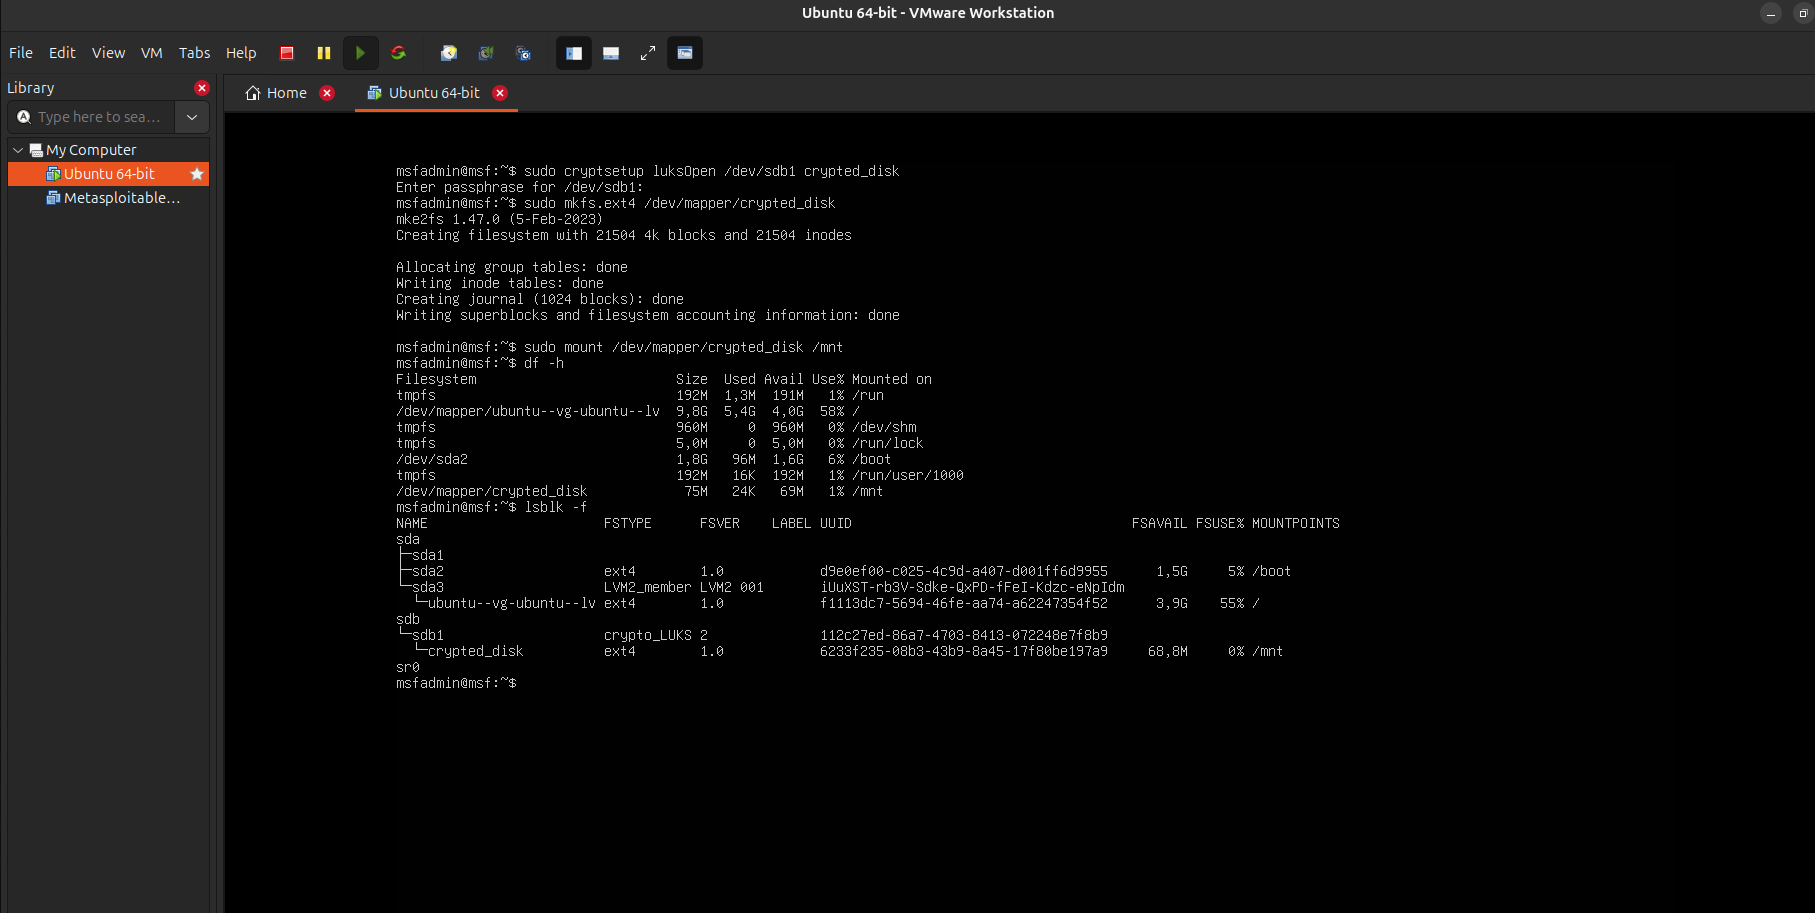 Ubuntu 64-bit - VMware Workstation
File Edit View VM Tabs Help
Library
Home
Ubuntu 64-bit
Type here to sea...
My Computer
Ubuntu 64-bit
Metasploitable...
msfadmin@msf:~$ sudo cryptsetup luksOpen /dev/sdb1 crypted_disk
Enter passphrase for /dev/sdb1:
msfadmin@msf:~$ sudo mkfs.ext4 /dev/mapper/crypted_disk
mke2fs 1.47.0 (5-Feb-2023)
Creating filesystem with 21504 4k blocks and 21504 inodes
Allocating group tables: done
Writing inode tables: done
Creating journal (1024 blocks): done
Writing superblocks and filesystem accounting information: done
msfadmin@msf:~$ sudo mount /dev/mapper/crypted_disk /mnt
msfadmin@msf:~$ df -h
Filesystem Size Used Avail Use% Mounted on
tmpfs 192M 1,3M 191M 1% /run
/dev/mapper/ubuntu--vg-ubuntu--lv 9,8G 5,4G 4,0G 58% /
tmpfs 960M 0 960M 0% /dev/shm
tmpfs 5,0M 0 5,0M 0% /run/lock
/dev/sda2 1,8G 96M 1,6G 6% /boot
tmpfs 192M 16K 192M 1% /run/user/1000
/dev/mapper/crypted_disk 75M 24K 69M 1% /mnt
msfadmin@msf:~$ lsblk -f
NAME FSTYPE FSVER LABEL UUID FSAVAIL FSUSE% MOUNTPOINTS
sda
├─sda1
├─sda2 ext4 1.0 d9e0ef00-c025-4c9d-a407-d001ff6d9955 1,5G 5% /boot
└─sda3 LVM2_member LVM2 001 iUuXST-rb3V-Sdke-QxPD-fFeI-Kdzc-eNpIdm
└─ubuntu--vg-ubuntu--lv ext4 1.0 f1113dc7-5694-46fe-aa74-a62247354f52 3,9G 55% /
sdb
└─sdb1 crypto_LUKS 2 112c27ed-86a7-4703-8413-072248e7f8b9
└─crypted_disk ext4 1.0 6233f235-08b3-43b9-8a45-17f80be197a9 68,8M 0% /mnt
sr0
msfadmin@msf:~$